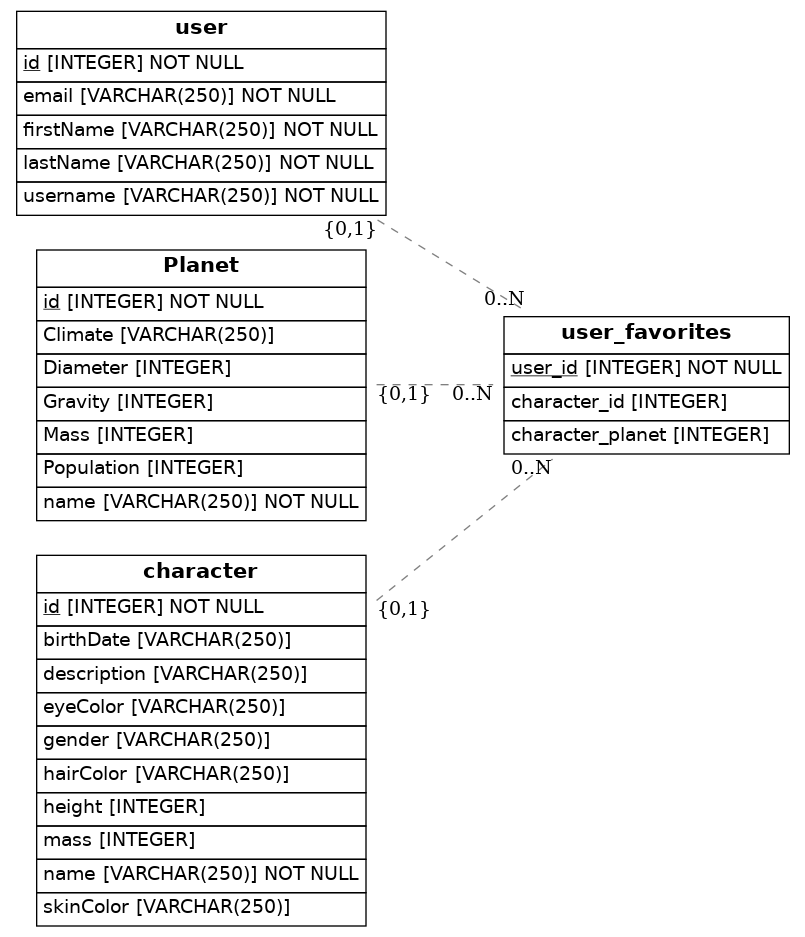 user
id [INTEGER] NOT NULL
email [VARCHAR(250)] NOT NULL
firstName [VARCHAR(250)] NOT NULL
lastName [VARCHAR(250)] NOT NULL
username [VARCHAR(250)] NOT NULL
{0,1}
0..N
Planet
id [INTEGER] NOT NULL
Climate [VARCHAR(250)]
Diameter [INTEGER]
Gravity [INTEGER]
Mass [INTEGER]
Population [INTEGER]
name [VARCHAR(250)] NOT NULL
{0,1}
0..N
user_favorites
user_id [INTEGER] NOT NULL
character_id [INTEGER]
character_planet [INTEGER]
0..N
{0,1}
character
id [INTEGER] NOT NULL
birthDate [VARCHAR(250)]
description [VARCHAR(250)]
eyeColor [VARCHAR(250)]
gender [VARCHAR(250)]
hairColor [VARCHAR(250)]
height [INTEGER]
mass [INTEGER]
name [VARCHAR(250)] NOT NULL
skinColor [VARCHAR(250)]